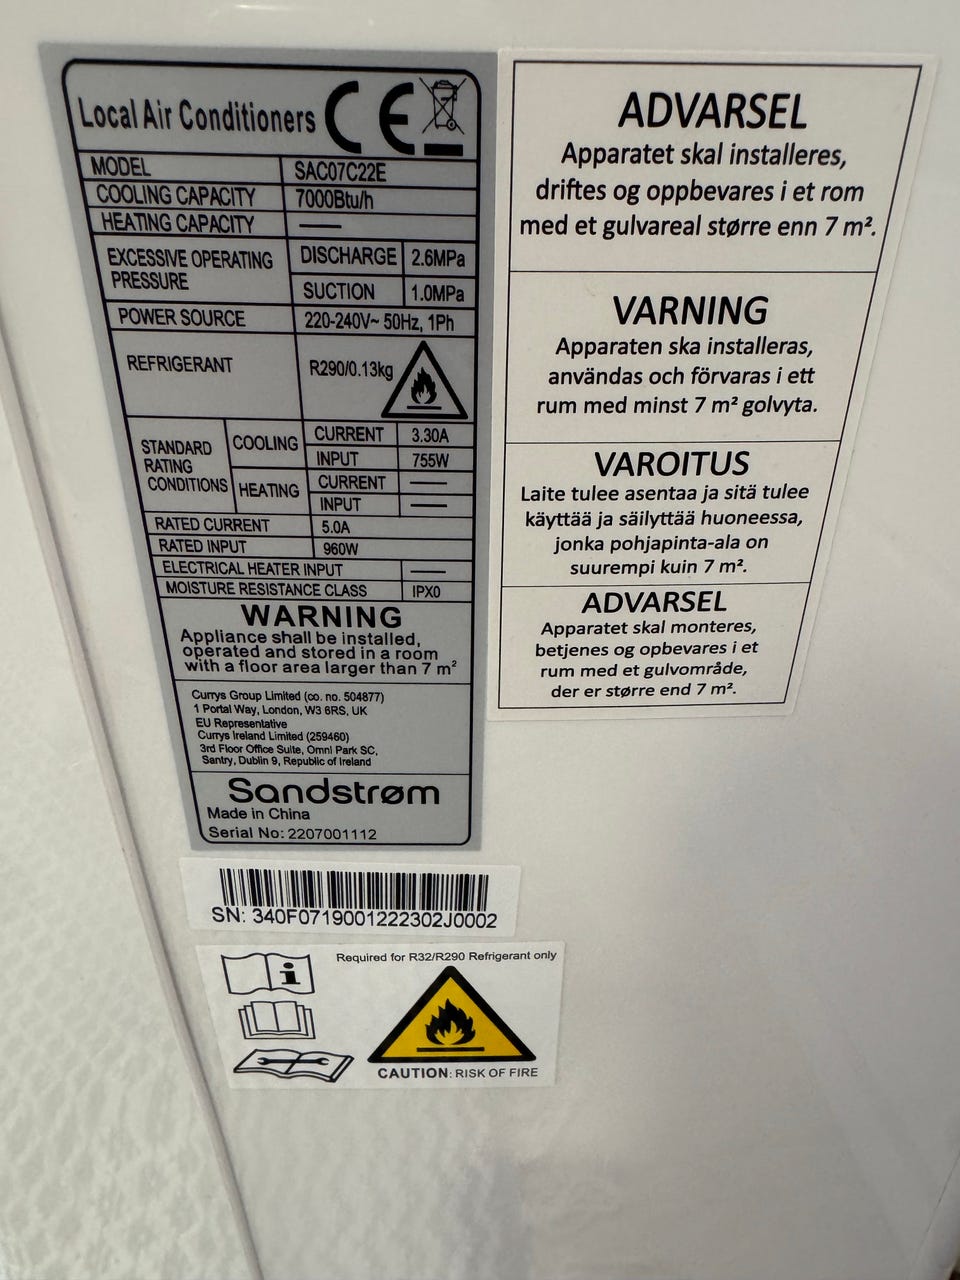 Local Air Conditioners CE
MODEL SAC07C22E
COOLING CAPACITY 7000Btu/h
HEATING CAPACITY —
EXCESSIVE OPERATING PRESSURE DISCHARGE 2.6MPa
SUCTION 1.0MPa
POWER SOURCE 220-240V~ 50Hz, 1Ph
REFRIGERANT R290/0.13kg
STANDARD RATING CONDITIONS COOLING CURRENT 3.30A
INPUT 755W
HEATING CURRENT —
INPUT —
RATED CURRENT 5.0A
RATED INPUT 960W
ELECTRICAL HEATER INPUT —
MOISTURE RESISTANCE CLASS IPX0
WARNING
Appliance shall be installed,
operated and stored in a room
with a floor area larger than 7 m²
Currys Group Limited (co. no. 504877)
1 Portal Way, London, W3 6RS, UK
EU Representative
Currys Ireland Limited (259460)
3rd Floor Office Suite, Omni Park SC,
Santry, Dublin 9, Republic of Ireland
Sandstrøm
Made in China
Serial No: 2207001112
ADVARSEL
Apparatet skal installeres,
driftes og oppbevares i et rom
med et gulvareal større enn 7 m².
VARNING
Apparaten ska installeras,
användas och förvaras i ett
rum med minst 7 m² golvyta.
VAROITUS
Laite tulee asentaa ja sitä tulee
käyttää ja säilyttää huoneessa,
jonka pohjapinta-ala on
suurempi kuin 7 m².
ADVARSEL
Apparatet skal monteres,
betjenes og opbevares i et
rum med et gulvområde,
der er større end 7 m².
SN: 340F0719001222302J0002
Required for R32/R290 Refrigerant only
CAUTION: RISK OF FIRE